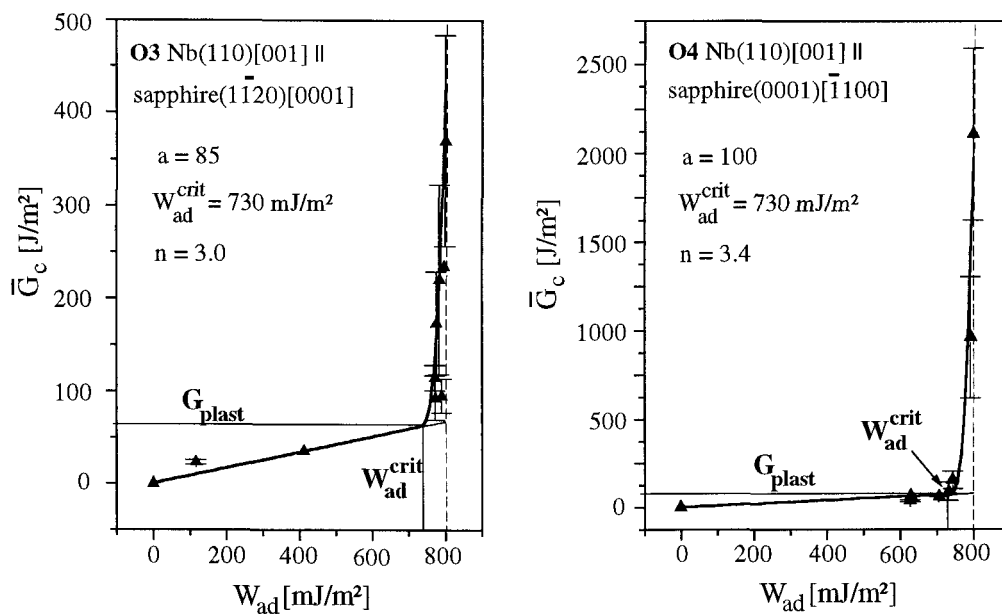 O3 Nb(110)[001] ||
sapphire(11̄20)[0001]
a = 85
W_ad^crit = 730 mJ/m²
n = 3.0
500
400
300
200
100
0
G̅_c [J/m²]
G_plast
W_ad^crit
0 200 400 600 800
W_ad [mJ/m²]
O4 Nb(110)[001] ||
sapphire(0001)[1̄100]
a = 100
W_ad^crit = 730 mJ/m²
n = 3.4
2500
2000
1500
1000
500
0
G̅_c [J/m²]
W_ad^crit
G_plast
0 200 400 600 800
W_ad [mJ/m²]